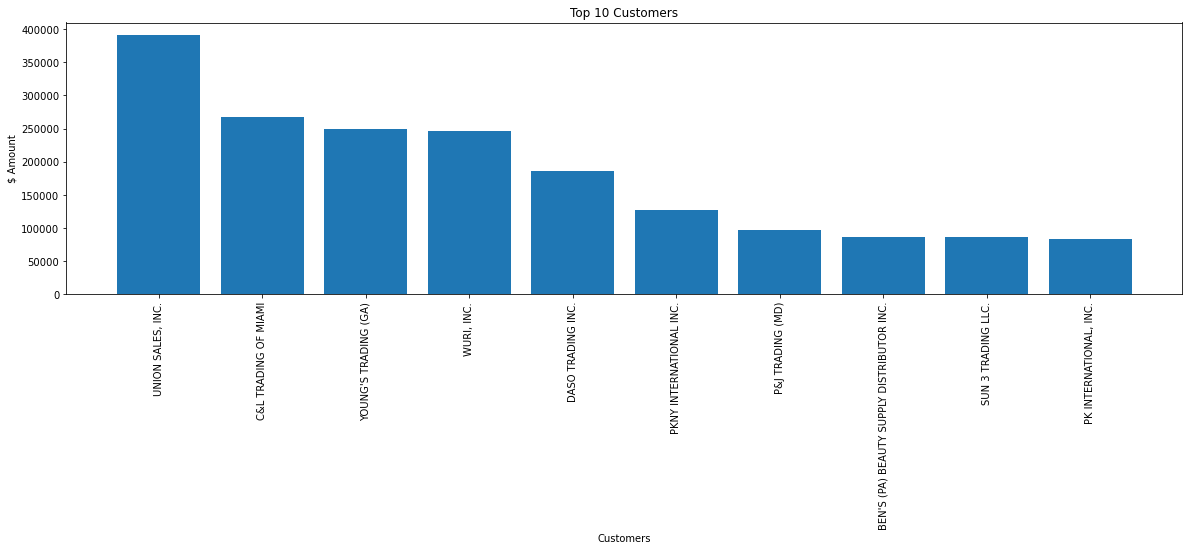 Top 10 Customers
$ Amount
400000
350000
300000
250000
200000
150000
100000
50000
0
UNION SALES, INC.
C&L TRADING OF MIAMI
YOUNG'S TRADING (GA)
WURI, INC.
DASO TRADING INC.
PKNY INTERNATIONAL INC.
P&J TRADING (MD)
BEN'S (PA) BEAUTY SUPPLY DISTRIBUTOR INC.
SUN 3 TRADING LLC.
PK INTERNATIONAL, INC.
Customers